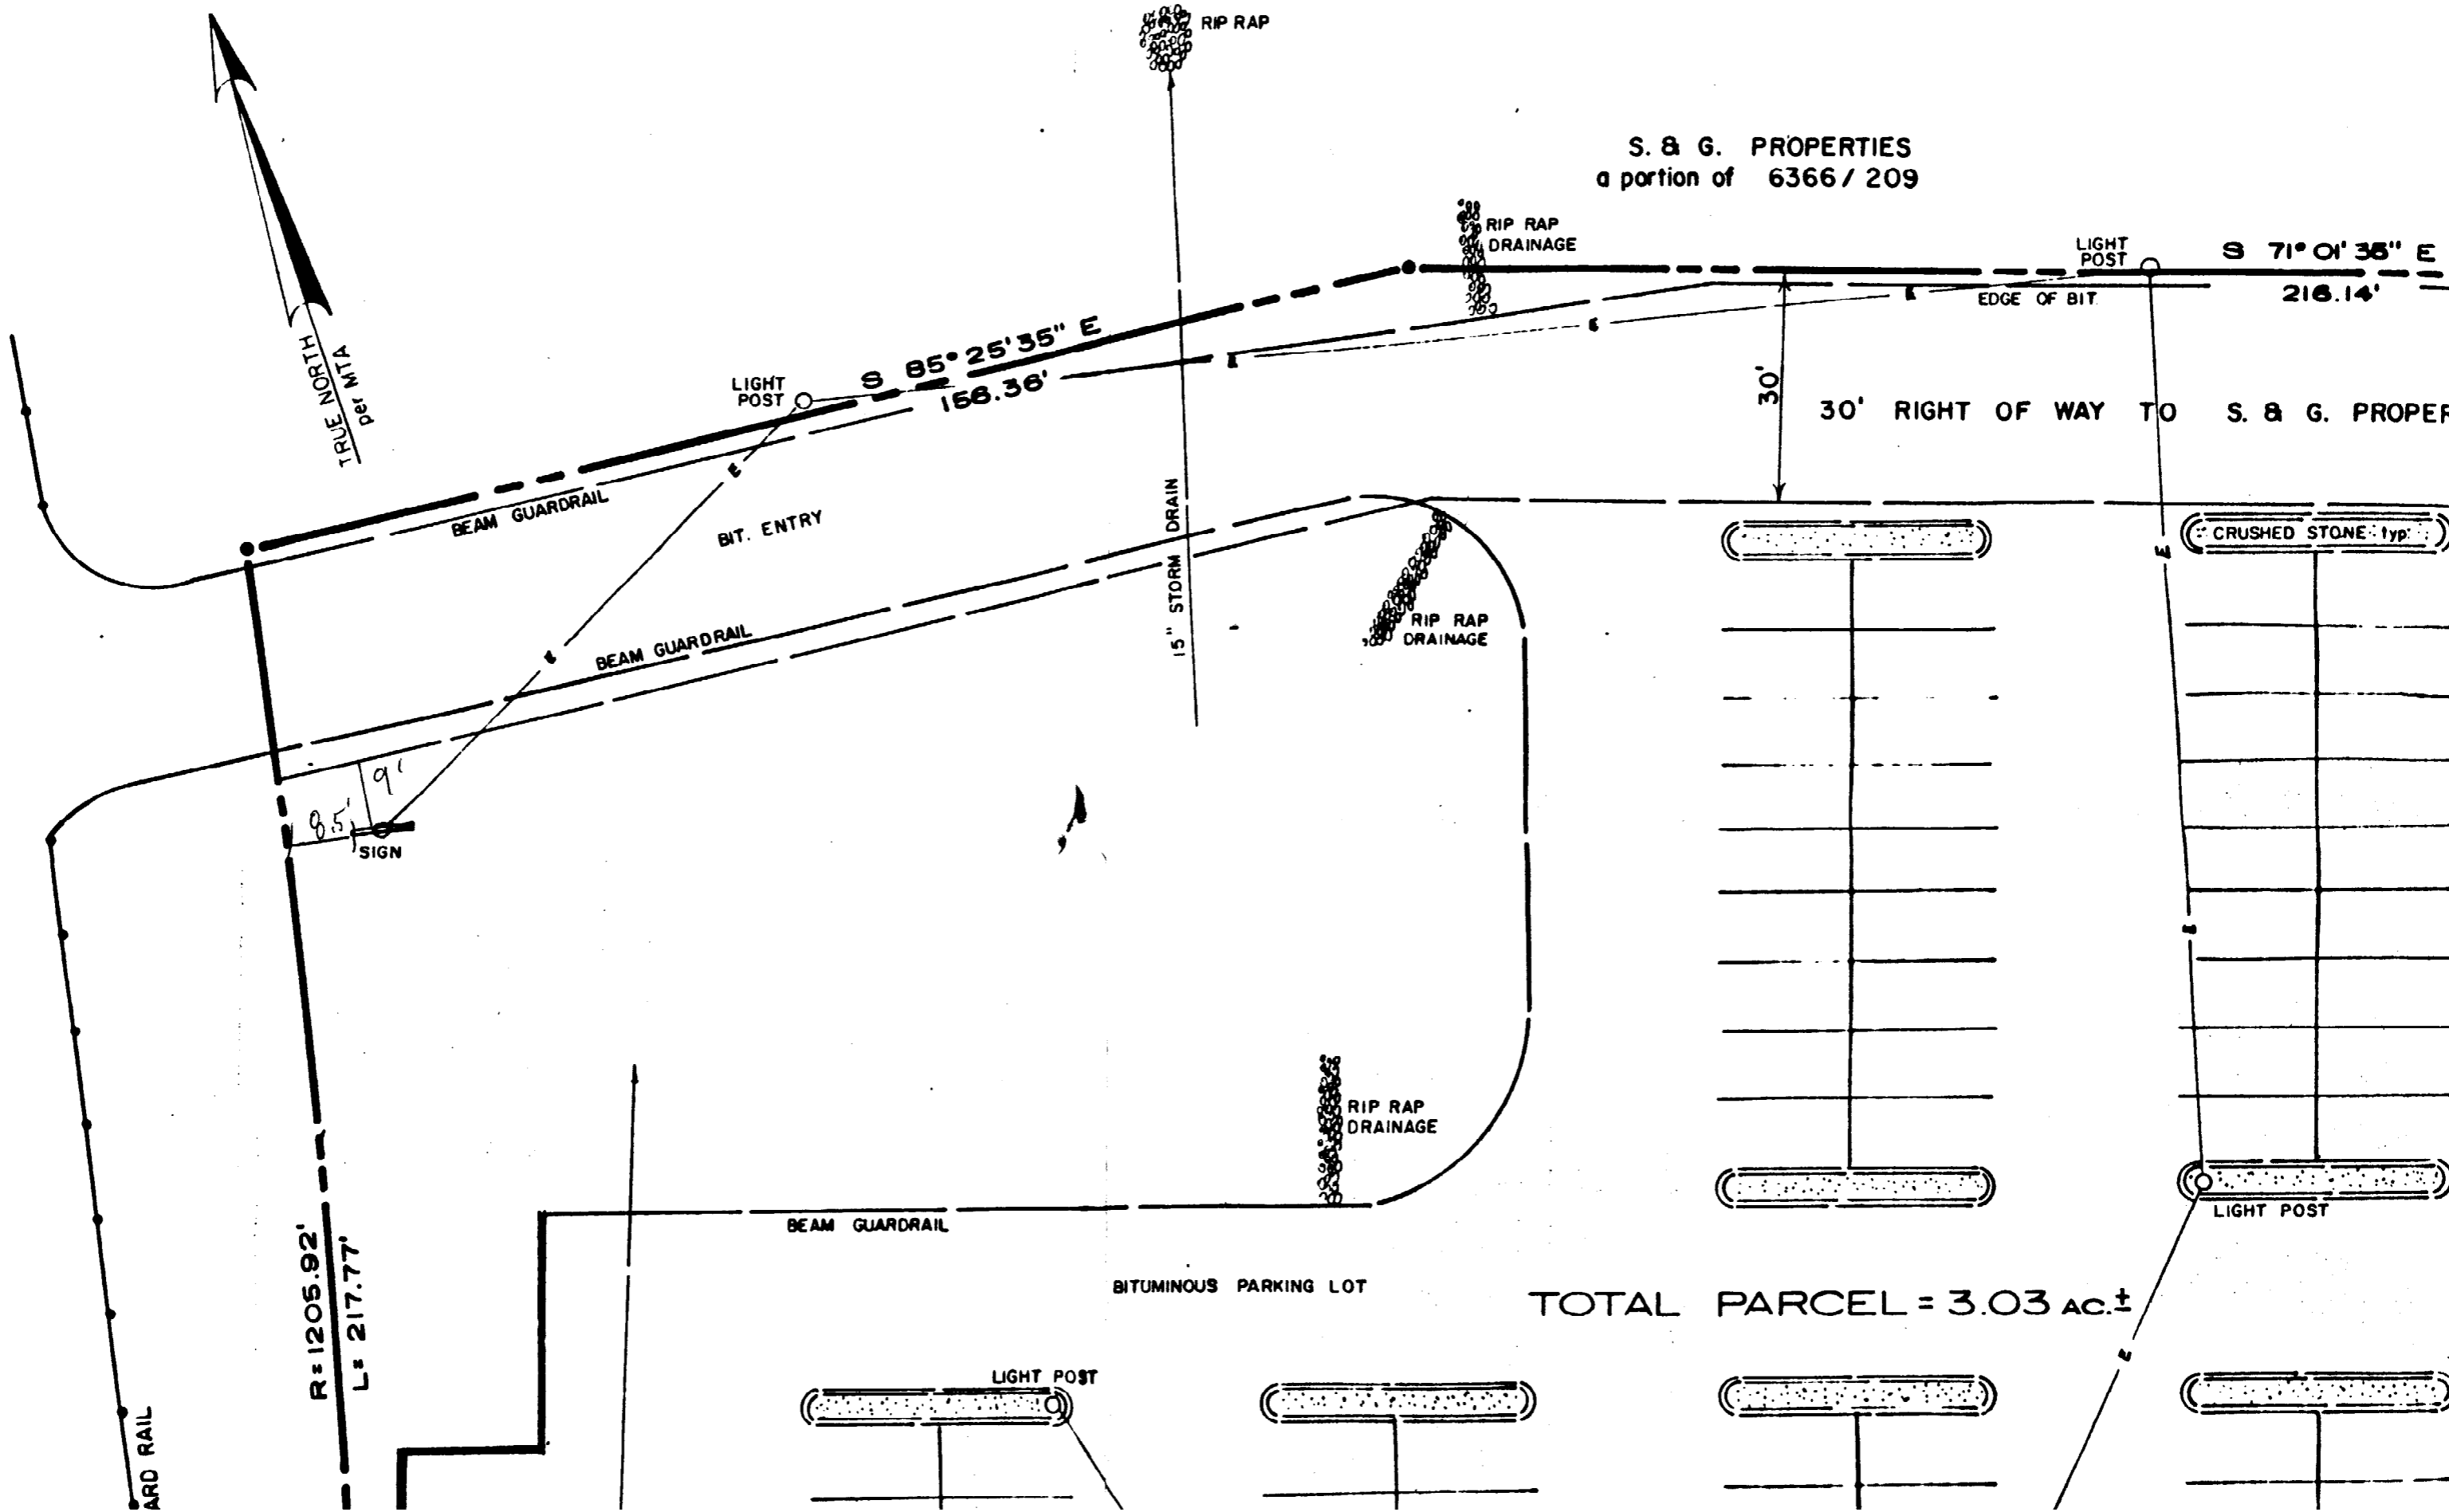 RIP RAP
S. & G. PROPERTIES
a portion of 6366 / 209
RIP RAP
DRAINAGE
LIGHT
POST
S 71° 01' 35" E
216.14'
EDGE OF BIT.
TRUE NORTH
per MTA
LIGHT
POST
S 85° 25' 35" E
156.36'
30'
30' RIGHT OF WAY TO S. & G. PROPER
E
E
E
E
BEAM GUARDRAIL
BIT. ENTRY
15" STORM DRAIN
CRUSHED STONE typ.
E
RIP RAP
DRAINAGE
BEAM GUARDRAIL
E
9'
8.5'
SIGN
E
RIP RAP
DRAINAGE
BEAM GUARDRAIL
LIGHT POST
R=1205.92'
L= 217.77'
BITUMINOUS PARKING LOT
TOTAL PARCEL = 3.03 AC.±
E
LIGHT POST
ARD RAIL